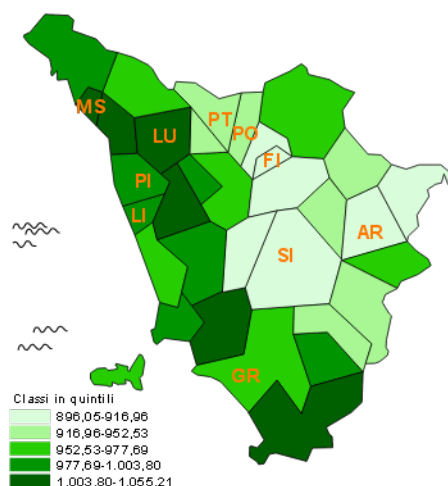 MS
LU
PT
PO
FI
PI
LI
AR
SI
GR
Classi in quintili
896,05-916,96
916,96-952,53
952,53-977,69
977,69-1.003,80
1.003,80-1.055,21